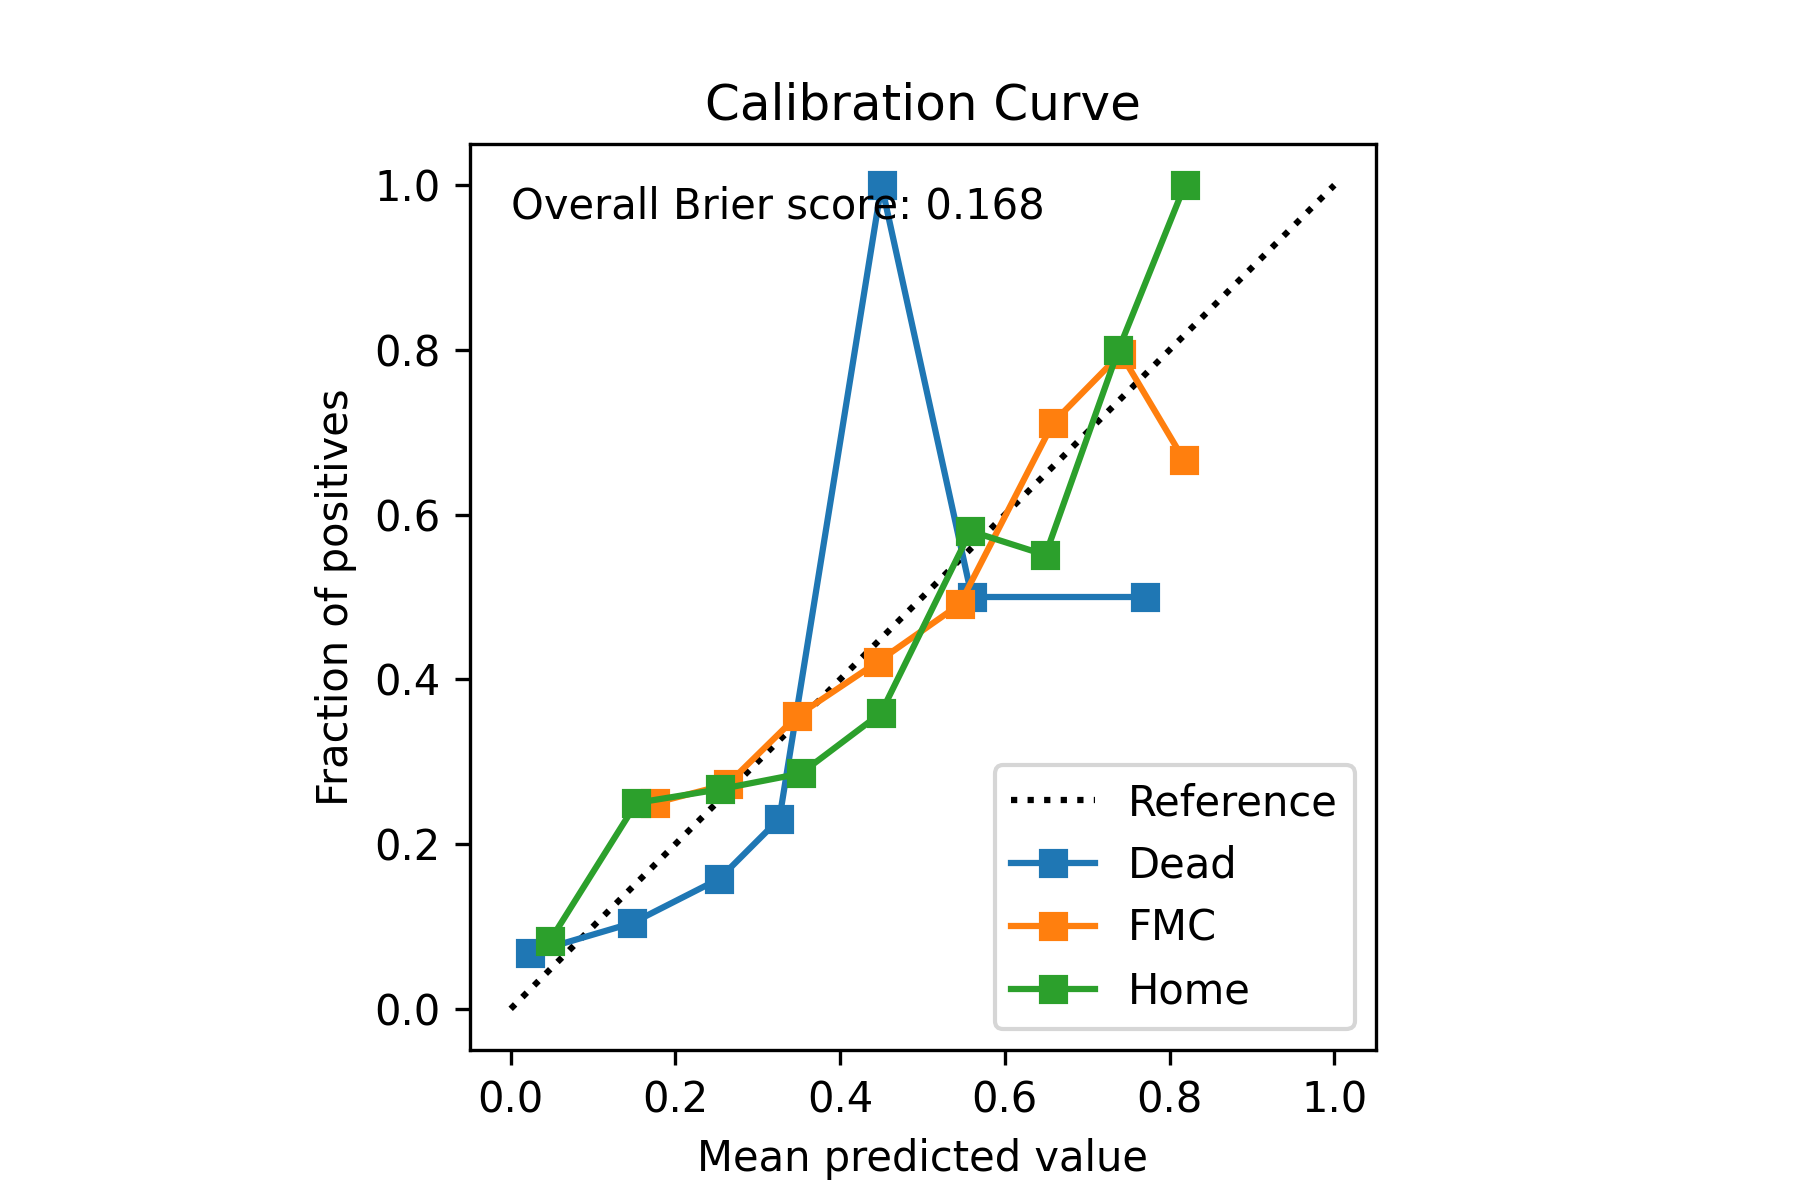 Calibration Curve
Overall Brier score: 0.168
Fraction of positives
1.0
0.8
0.6
0.4
0.2
0.0
Reference
Dead
FMC
Home
0.0 0.2 0.4 0.6 0.8 1.0
Mean predicted value